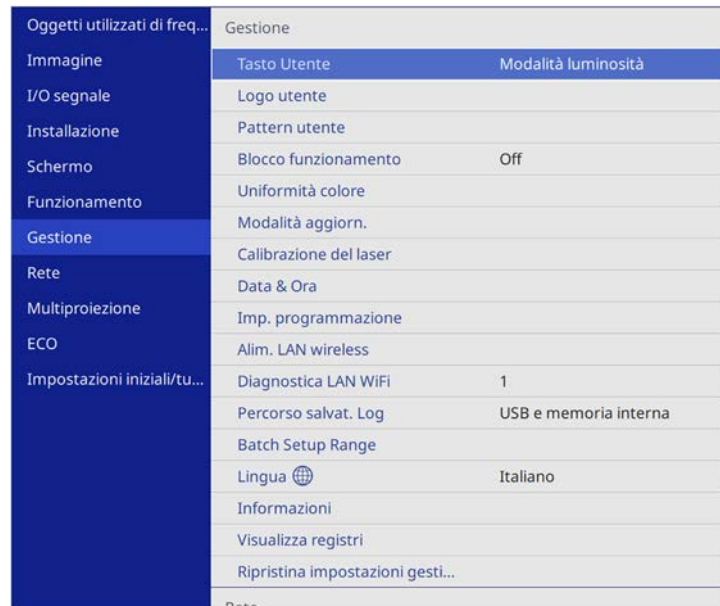 Oggetti utilizzati di freq...
Immagine
I/O segnale
Installazione
Schermo
Funzionamento
Gestione
Rete
Multiproiezione
ECO
Impostazioni iniziali/tu...
Gestione
Tasto Utente Modalità luminosità
Logo utente
Pattern utente
Blocco funzionamento Off
Uniformità colore
Modalità aggiorn.
Calibrazione del laser
Data & Ora
Imp. programmazione
Alim. LAN wireless
Diagnostica LAN WiFi 1
Percorso salvat. Log USB e memoria interna
Batch Setup Range
Lingua Italiano
Informazioni
Visualizza registri
Ripristina impostazioni gesti...